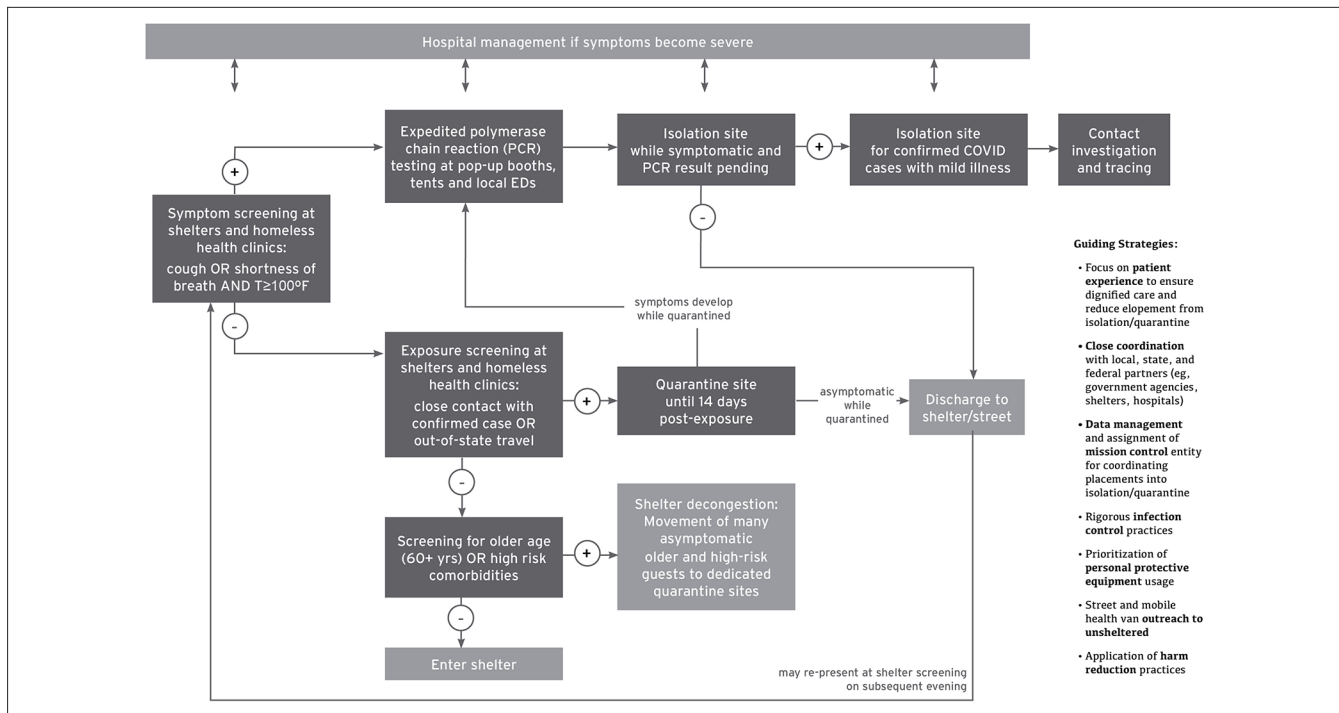 Hospital management if symptoms become severe
Expedited polymerase
chain reaction (PCR)
testing at pop-up booths,
tents and local EDs
Isolation site
while symptomatic and
PCR result pending
+
Isolation site
for confirmed COVID
cases with mild illness
Contact
investigation
and tracing
+
Symptom screening at
shelters and homeless
health clinics:
cough OR shortness of
breath AND T≥100ºF
-
-
symptoms develop
while quarantined
Exposure screening at
shelters and homeless
health clinics:
close contact with
confirmed case OR
out-of-state travel
+
Quarantine site
until 14 days
post-exposure
asymptomatic
while
quarantined
Discharge to
shelter/street
-
Screening for older age
(60+ yrs) OR high risk
comorbidities
+
Shelter decongestion:
Movement of many
asymptomatic
older and high-risk
guests to dedicated
quarantine sites
-
Enter shelter
may re-present at shelter screening
on subsequent evening
Guiding Strategies:
• Focus on patient
experience to ensure
dignified care and
reduce elopement from
isolation/quarantine
• Close coordination
with local, state, and
federal partners (eg,
government agencies,
shelters, hospitals)
• Data management
and assignment of
mission control entity
for coordinating
placements into
isolation/quarantine
• Rigorous infection
control practices
• Prioritization of
personal protective
equipment usage
• Street and mobile
health van outreach to
unsheltered
• Application of harm
reduction practices